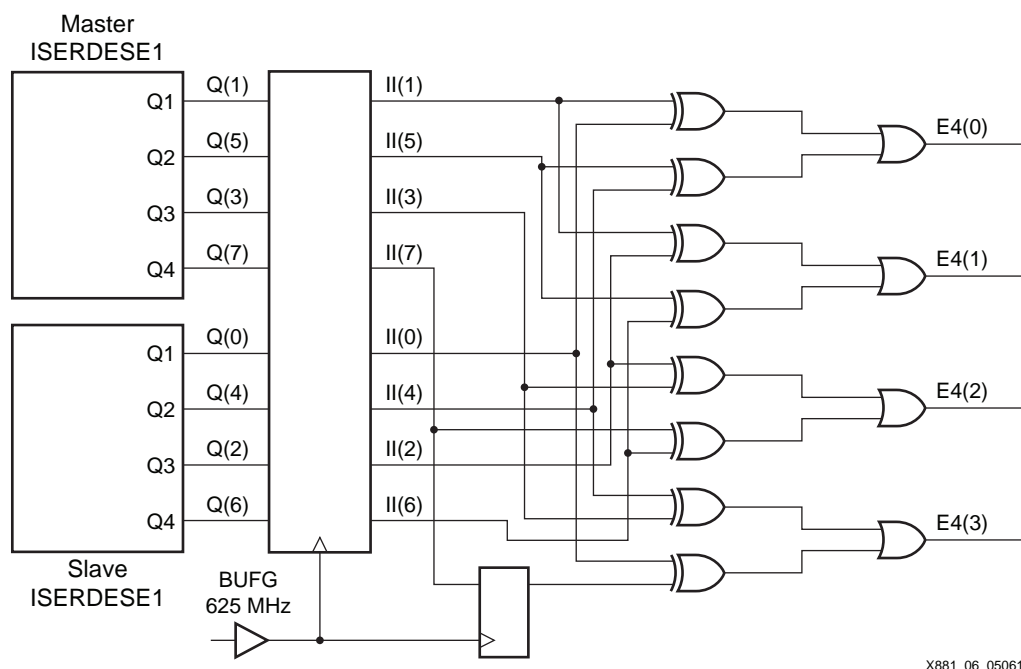 Master
ISERDESE1
Q1
Q2
Q3
Q4
Q(1)
Q(5)
Q(3)
Q(7)
II(1)
II(5)
II(3)
II(7)
Q1
Q2
Q3
Q4
Q(0)
Q(4)
Q(2)
Q(6)
II(0)
II(4)
II(2)
II(6)
Slave
ISERDESE1
BUFG
625 MHz
E4(0)
E4(1)
E4(2)
E4(3)
X881_06_05061